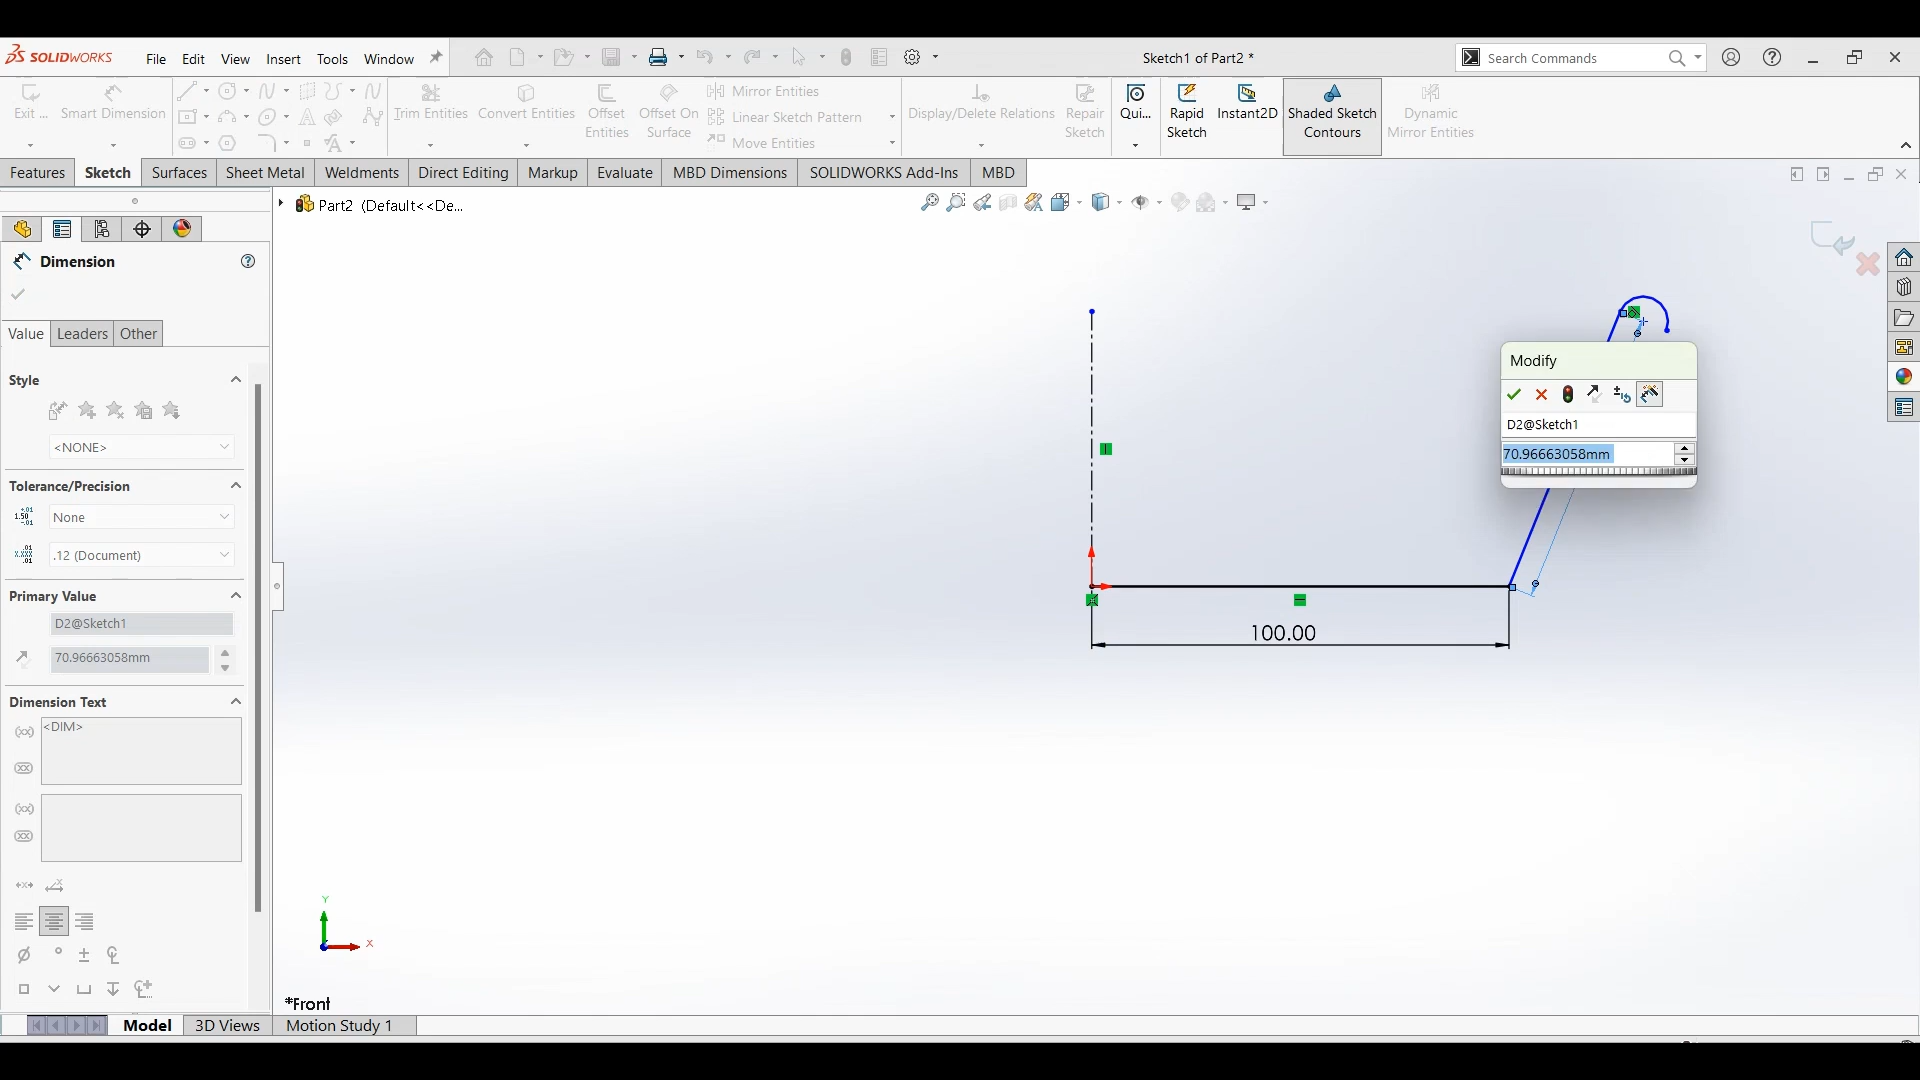 SOLIDWORKS
File Edit View Insert Tools Window
Sketch1 of Part2 *
Search Commands
Exit ...
Smart Dimension
Trim Entities
Convert Entities
Offset Entities
Offset On Surface
Mirror Entities
Linear Sketch Pattern
Move Entities
Display/Delete Relations
Repair Sketch
Qui...
Rapid Sketch
Instant2D
Shaded Sketch Contours
Dynamic Mirror Entities
Features Sketch Surfaces Sheet Metal Weldments Direct Editing Markup Evaluate MBD Dimensions SOLIDWORKS Add-Ins MBD
Part2 (Default<<De...
Dimension
Value Leaders Other
Style
<NONE>
Tolerance/Precision
None
.12 (Document)
Primary Value
D2@Sketch1
70.96663058mm
Dimension Text
<DIM>
Modify
D2@Sketch1
70.96663058mm
100.00
Y
X
*Front
Model 3D Views Motion Study 1